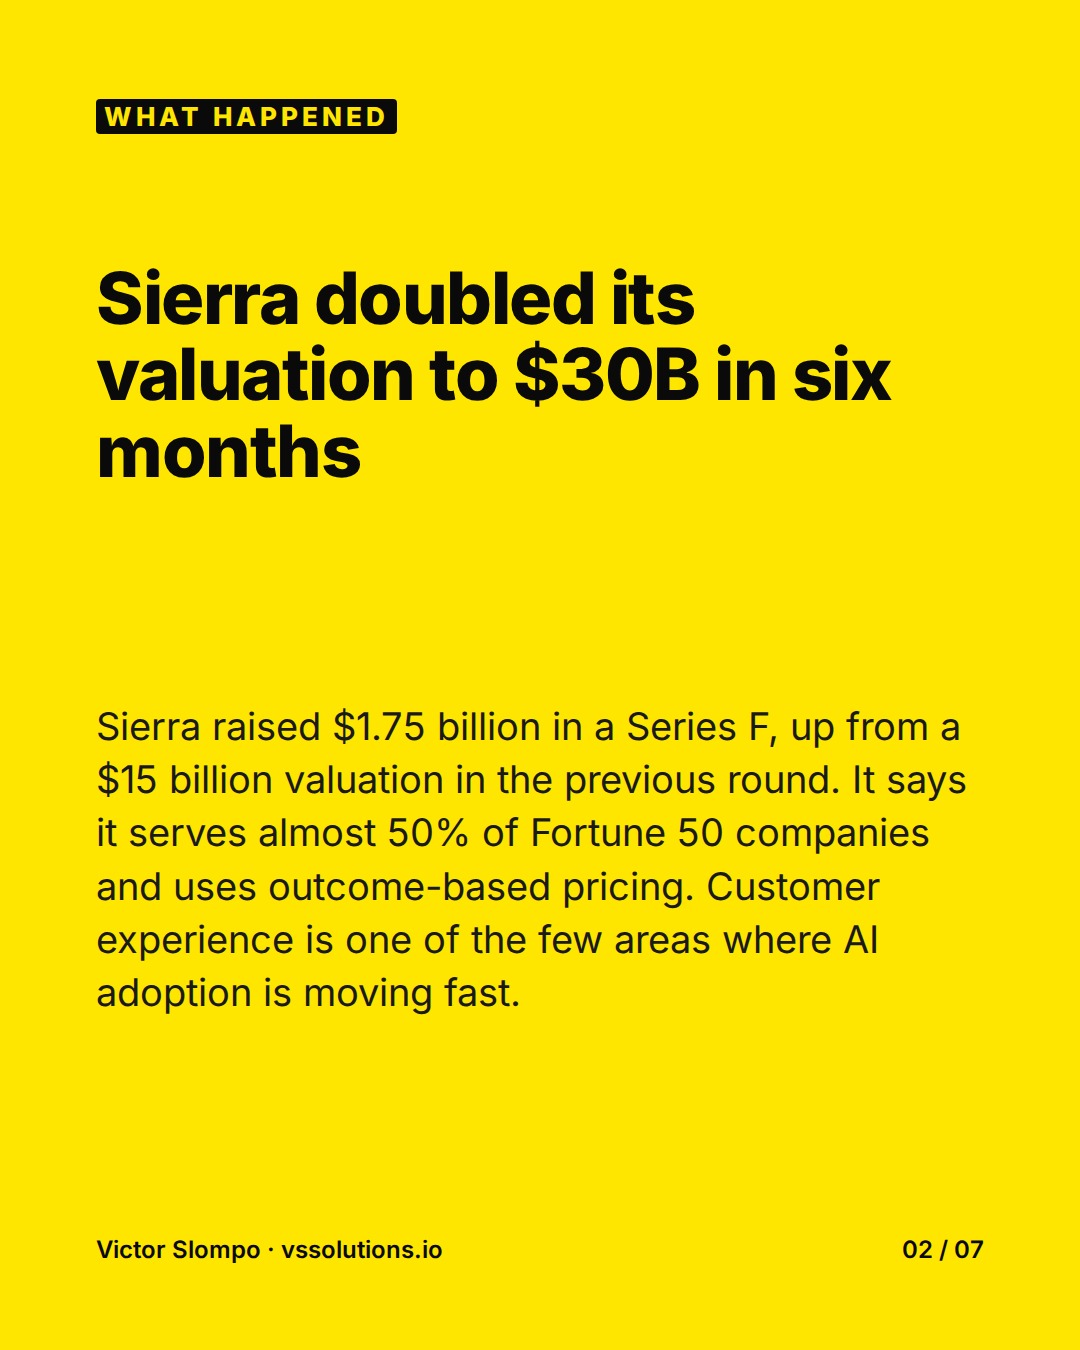 WHAT HAPPENED
Sierra doubled its
valuation to $30B in six
months
Sierra raised $1.75 billion in a Series F, up from a
$15 billion valuation in the previous round. It says
it serves almost 50% of Fortune 50 companies
and uses outcome-based pricing. Customer
experience is one of the few areas where AI
adoption is moving fast.
Victor Slompo · vssolutions.io
02 / 07